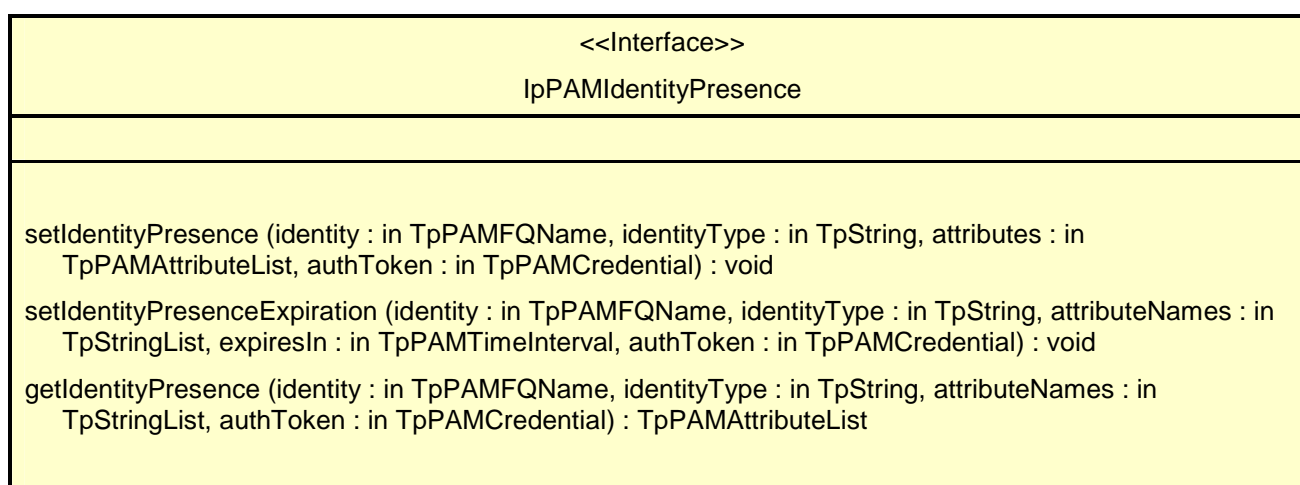 <<Interface>>
IpPAMIdentityPresence
setIdentityPresence (identity : in TpPAMFQName, identityType : in TpString, attributes : in
TpPAMAttributeList, authToken : in TpPAMCredential) : void
setIdentityPresenceExpiration (identity : in TpPAMFQName, identityType : in TpString, attributeNames : in
TpStringList, expiresIn : in TpPAMTimeInterval, authToken : in TpPAMCredential) : void
getIdentityPresence (identity : in TpPAMFQName, identityType : in TpString, attributeNames : in
TpStringList, authToken : in TpPAMCredential) : TpPAMAttributeList